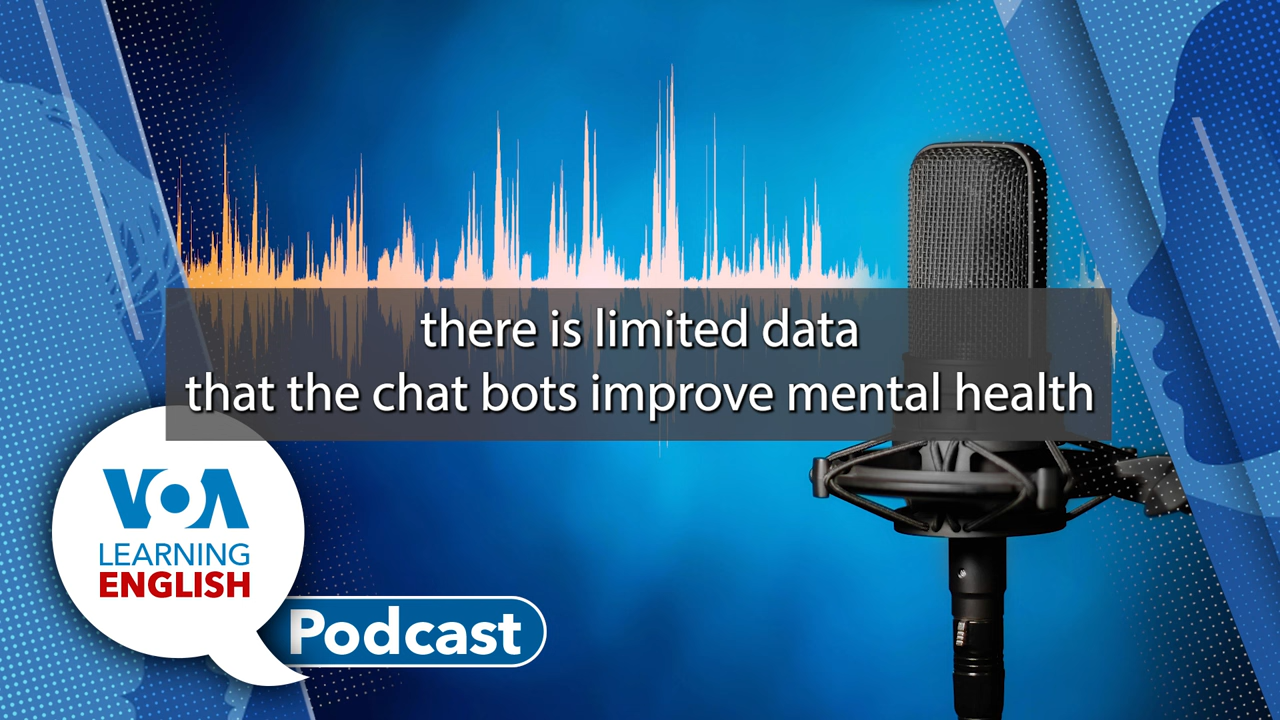 there is limited data
that the chat bots improve mental health
VOA
LEARNING
ENGLISH
Podcast